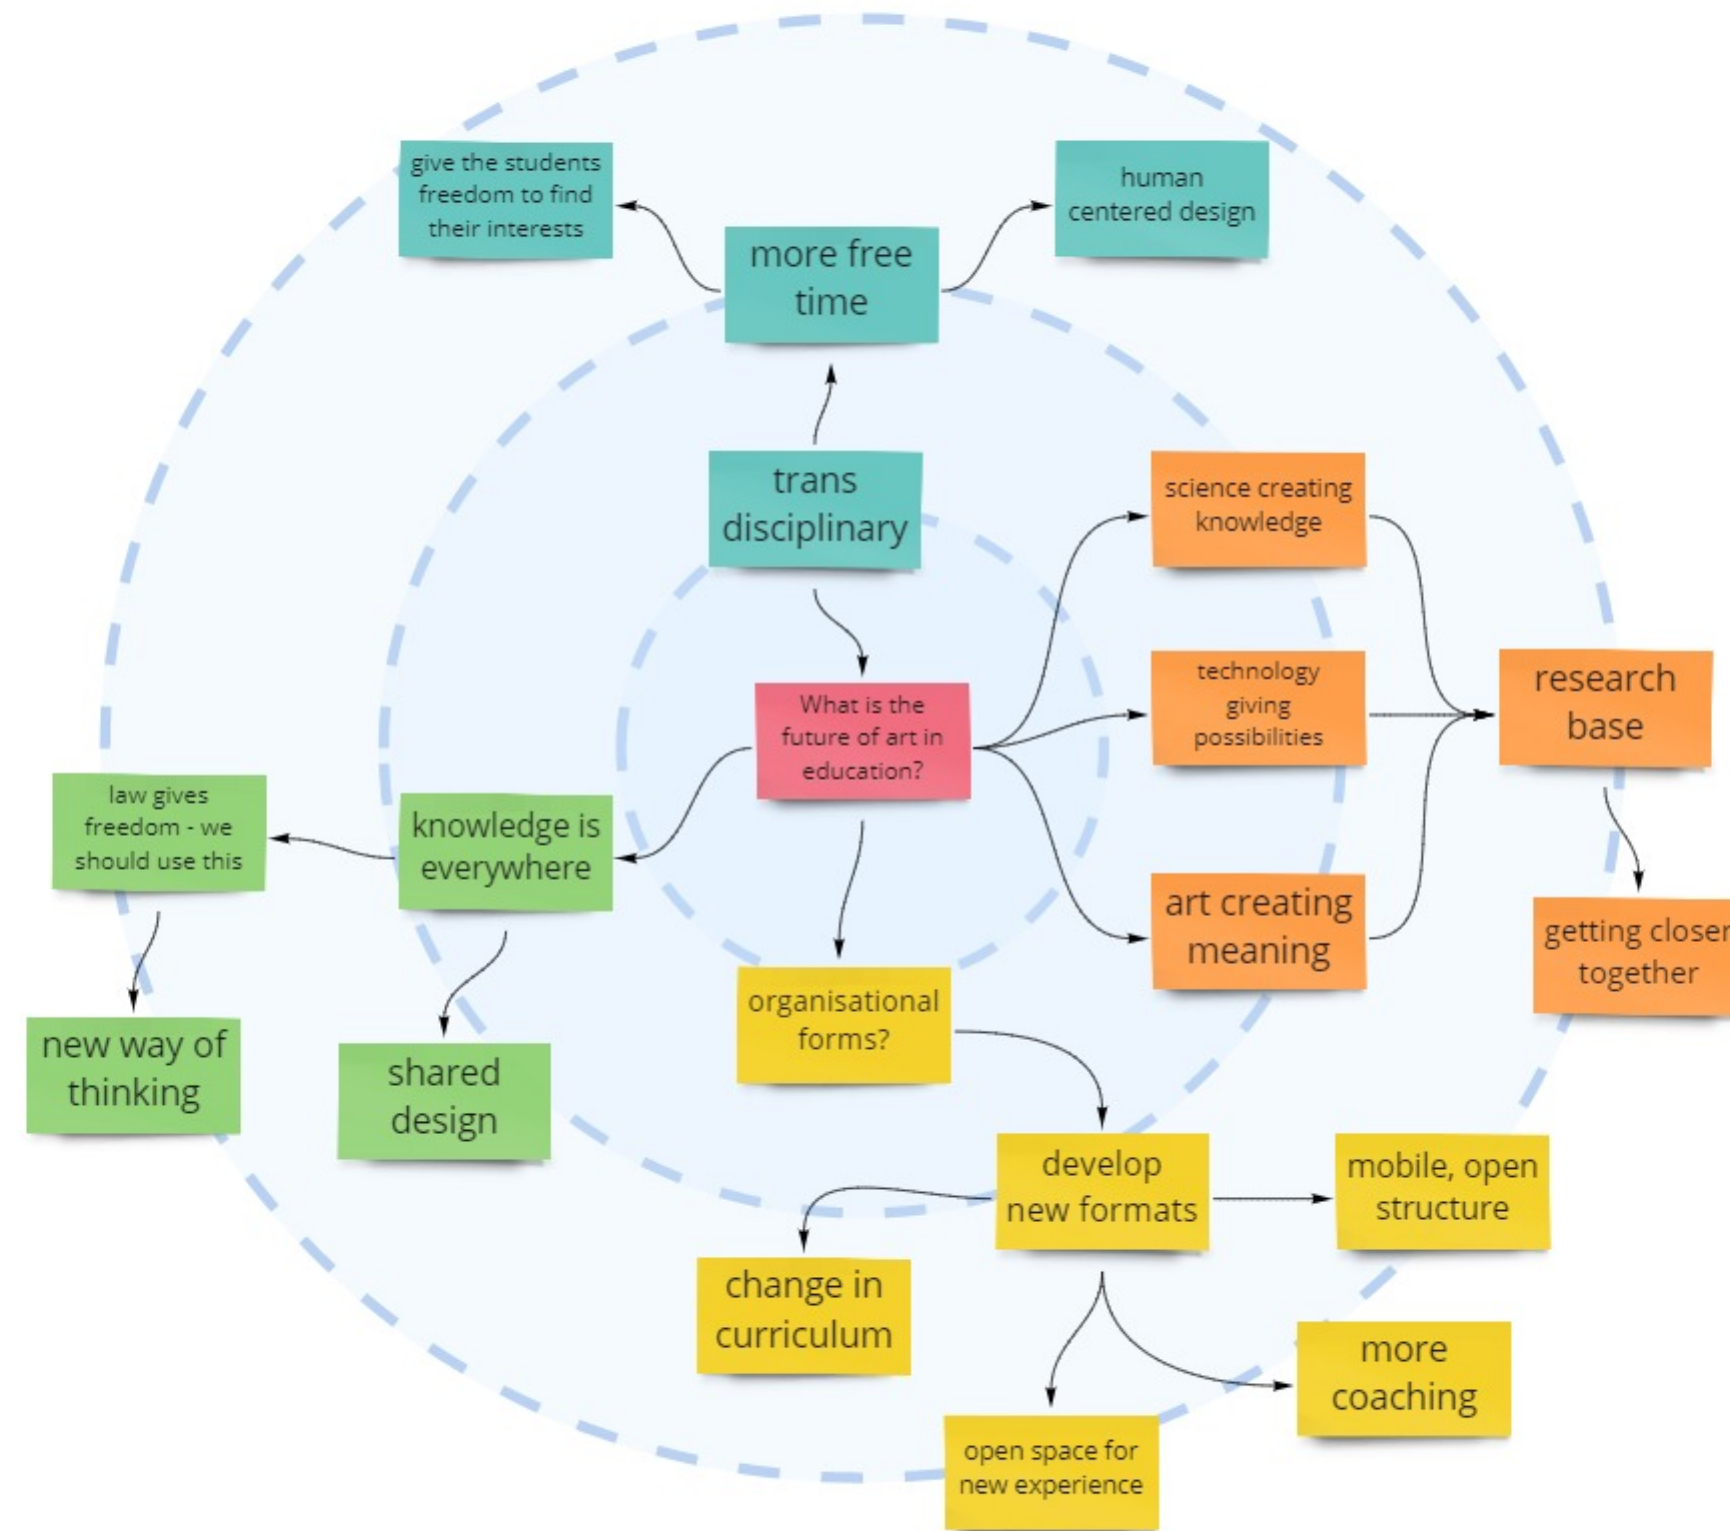 give the students
freedom to find
their interests
human
centered design
more free
time
trans
disciplinary
science creating
knowledge
technology
giving
possibilities
research
base
What is the
future of art in
education?
law gives
freedom - we
should use this
knowledge is
everywhere
art creating
meaning
getting closer
together
organisational
forms?
new way of
thinking
shared
design
develop
new formats
mobile, open
structure
change in
curriculum
more
coaching
open space for
new experience